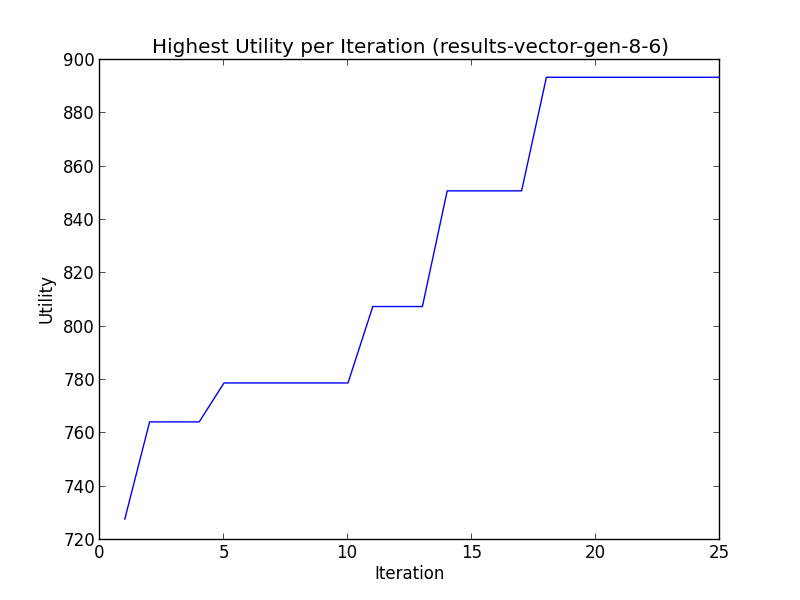 Highest Utility per Iteration (results-vector-gen-8-6)
900
880
860
840
820
800
780
760
740
720
Utility
0 5 10 15 20 25
Iteration